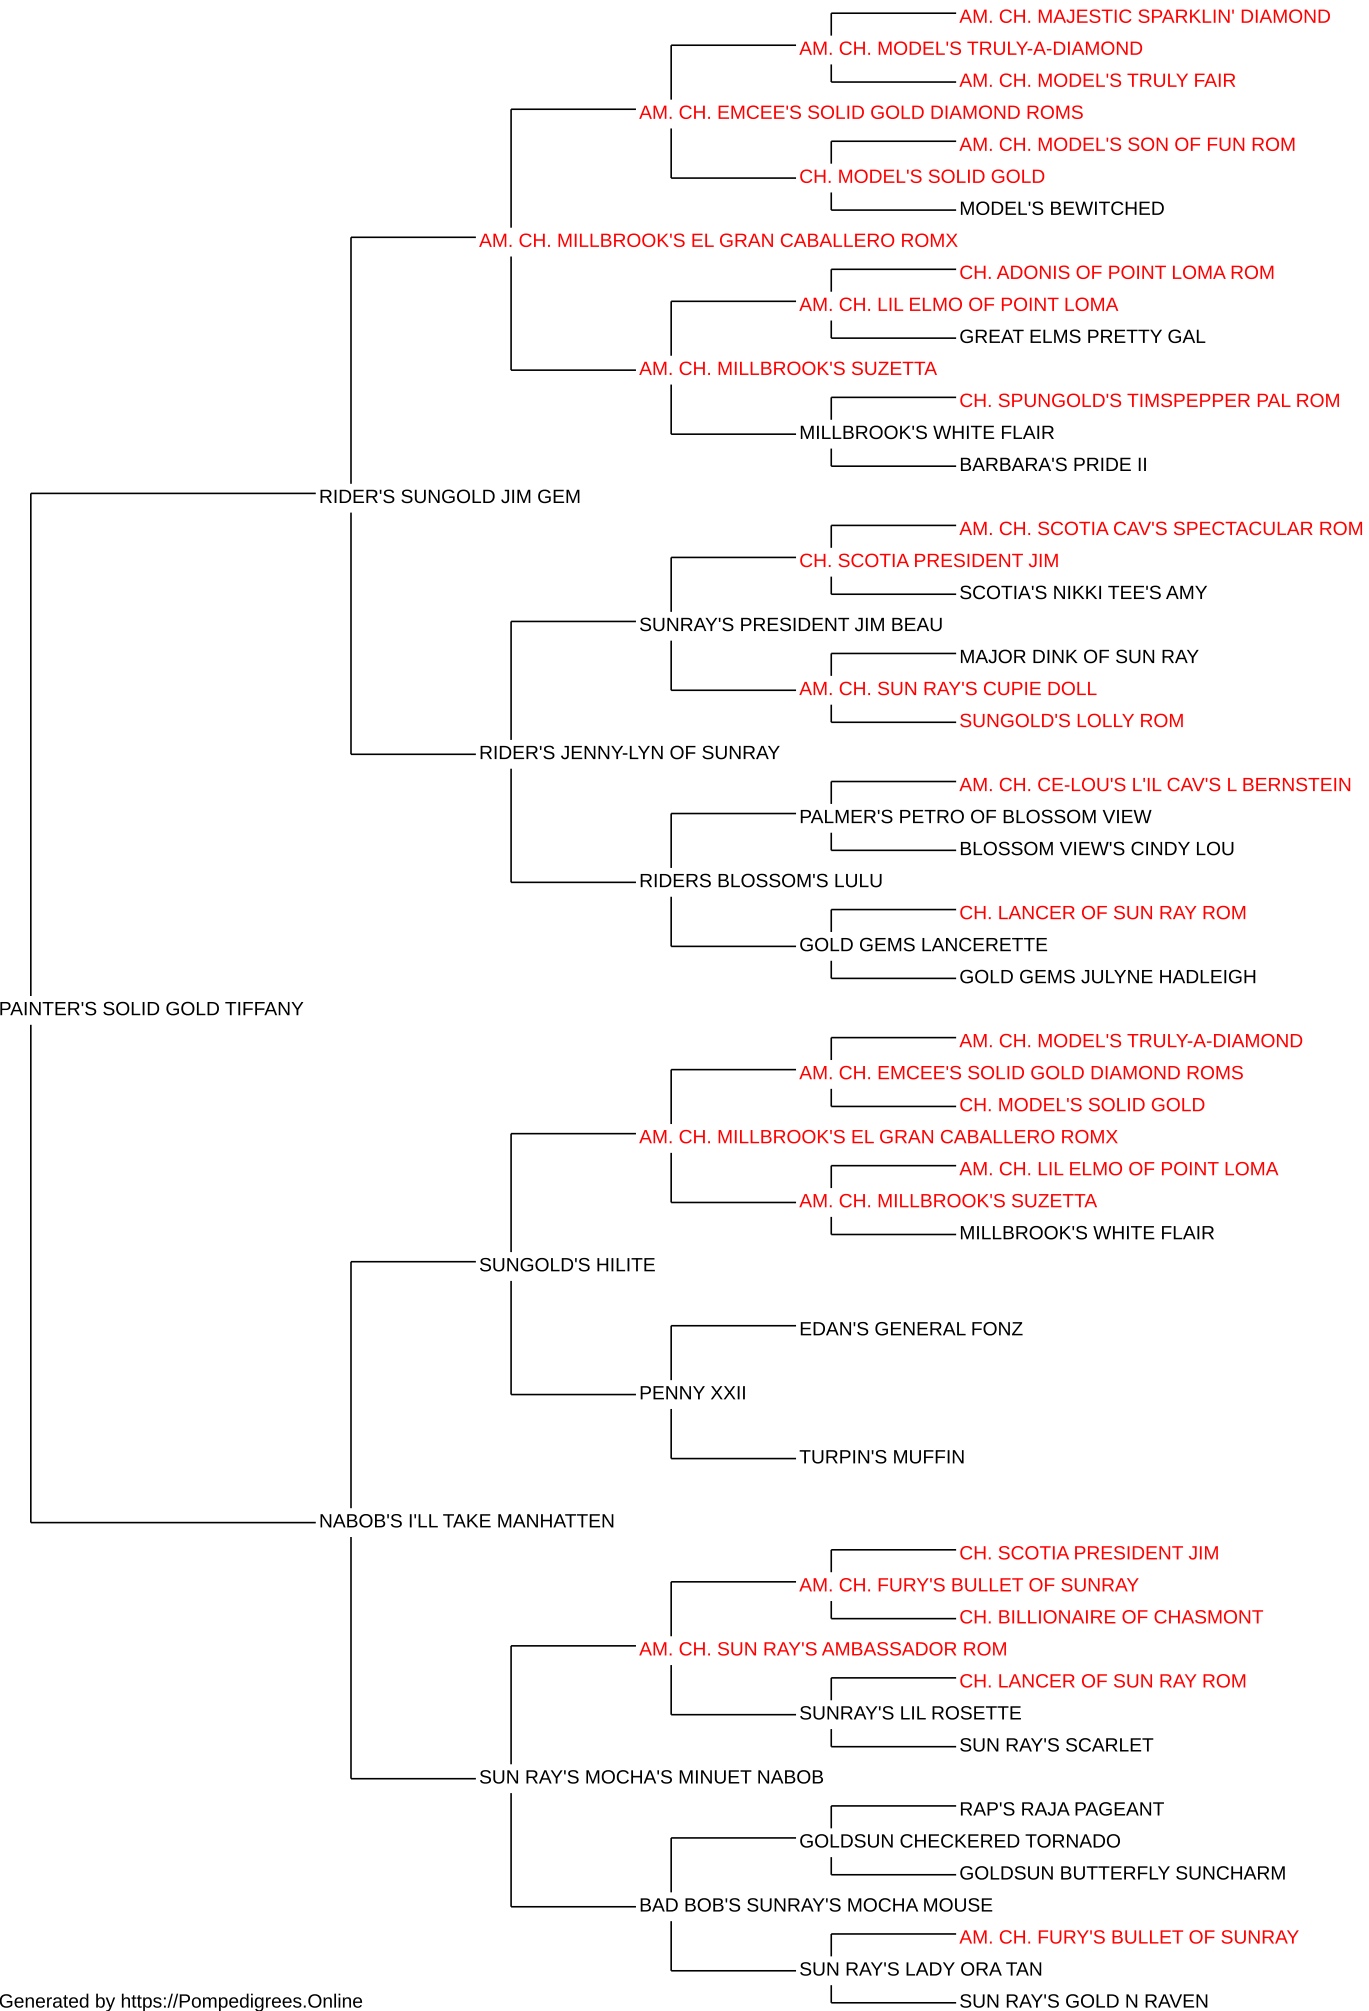 AM. CH. MAJESTIC SPARKLIN' DIAMOND
AM. CH. MODEL'S TRULY-A-DIAMOND
AM. CH. MODEL'S TRULY FAIR
AM. CH. EMCEE'S SOLID GOLD DIAMOND ROMS
AM. CH. MODEL'S SON OF FUN ROM
CH. MODEL'S SOLID GOLD
MODEL'S BEWITCHED
AM. CH. MILLBROOK'S EL GRAN CABALLERO ROMX
CH. ADONIS OF POINT LOMA ROM
AM. CH. LIL ELMO OF POINT LOMA
GREAT ELMS PRETTY GAL
AM. CH. MILLBROOK'S SUZETTA
CH. SPUNGOLD'S TIMSPEPPER PAL ROM
MILLBROOK'S WHITE FLAIR
BARBARA'S PRIDE II
RIDER'S SUNGOLD JIM GEM
AM. CH. SCOTIA CAV'S SPECTACULAR ROM
CH. SCOTIA PRESIDENT JIM
SCOTIA'S NIKKI TEE'S AMY
SUNRAY'S PRESIDENT JIM BEAU
MAJOR DINK OF SUN RAY
AM. CH. SUN RAY'S CUPIE DOLL
SUNGOLD'S LOLLY ROM
RIDER'S JENNY-LYN OF SUNRAY
AM. CH. CE-LOU'S L'IL CAV'S L BERNSTEIN
PALMER'S PETRO OF BLOSSOM VIEW
BLOSSOM VIEW'S CINDY LOU
RIDERS BLOSSOM'S LULU
CH. LANCER OF SUN RAY ROM
GOLD GEMS LANCERETTE
GOLD GEMS JULYNE HADLEIGH
PAINTER'S SOLID GOLD TIFFANY
AM. CH. MODEL'S TRULY-A-DIAMOND
AM. CH. EMCEE'S SOLID GOLD DIAMOND ROMS
CH. MODEL'S SOLID GOLD
AM. CH. MILLBROOK'S EL GRAN CABALLERO ROMX
AM. CH. LIL ELMO OF POINT LOMA
AM. CH. MILLBROOK'S SUZETTA
MILLBROOK'S WHITE FLAIR
SUNGOLD'S HILITE
EDAN'S GENERAL FONZ
PENNY XXII
TURPIN'S MUFFIN
NABOB'S I'LL TAKE MANHATTEN
CH. SCOTIA PRESIDENT JIM
AM. CH. FURY'S BULLET OF SUNRAY
CH. BILLIONAIRE OF CHASMONT
AM. CH. SUN RAY'S AMBASSADOR ROM
CH. LANCER OF SUN RAY ROM
SUNRAY'S LIL ROSETTE
SUN RAY'S SCARLET
SUN RAY'S MOCHA'S MINUET NABOB
RAP'S RAJA PAGEANT
GOLDSUN CHECKERED TORNADO
GOLDSUN BUTTERFLY SUNCHARM
BAD BOB'S SUNRAY'S MOCHA MOUSE
AM. CH. FURY'S BULLET OF SUNRAY
SUN RAY'S LADY ORA TAN
SUN RAY'S GOLD N RAVEN
Generated by https://Pompedigrees.Online